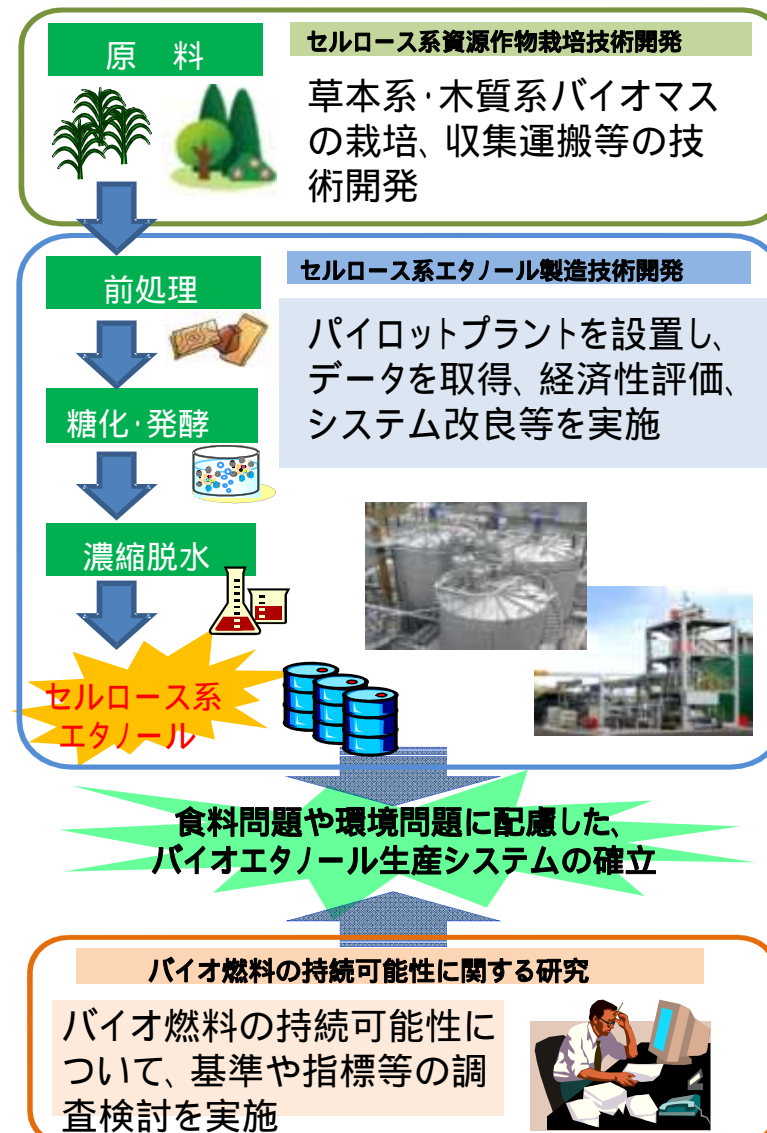 原　料
セルロース系資源作物栽培技術開発
草本系・木質系バイオマス
の栽培、収集運搬等の技
術開発
前処理
セルロース系エタノール製造技術開発
パイロットプラントを設置し、
データを取得、経済性評価、
システム改良等を実施
糖化・発酵
濃縮脱水
セルロース系
エタノール
食料問題や環境問題に配慮した、
バイオエタノール生産システムの確立
バイオ燃料の持続可能性に関する研究
バイオ燃料の持続可能性に
ついて、基準や指標等の調
査検討を実施